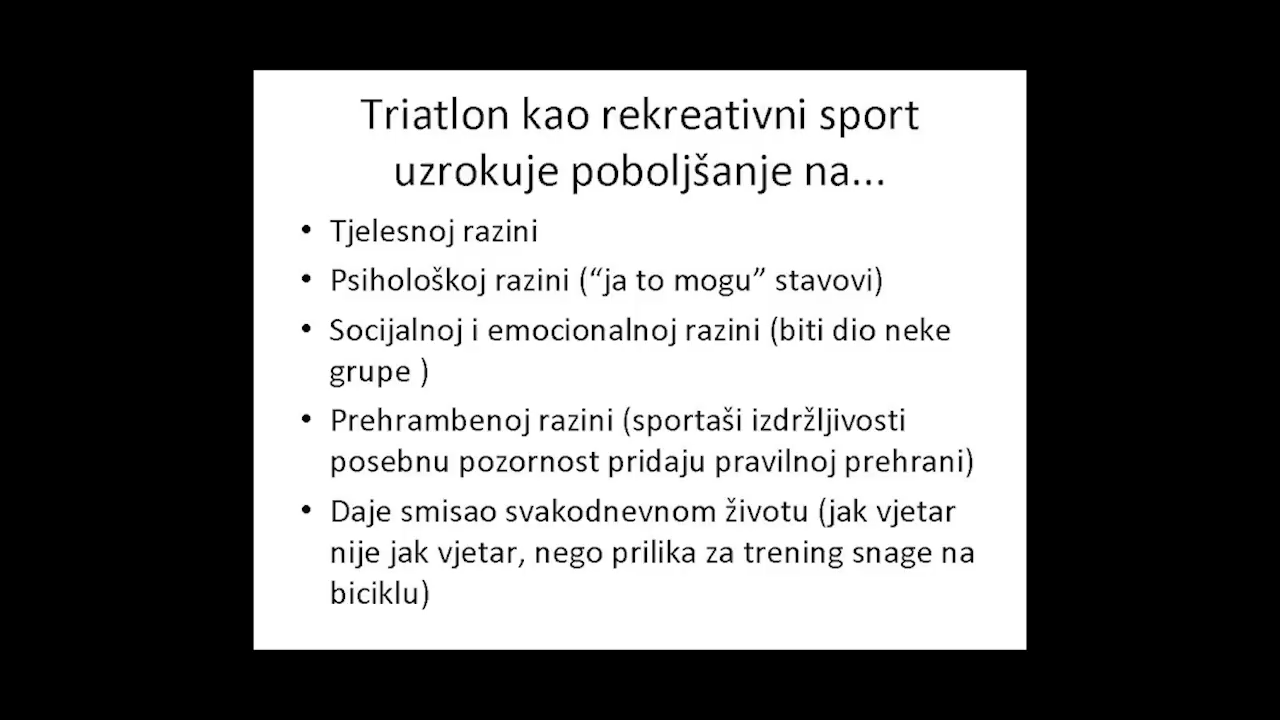 Triatlon kao rekreativni sport
uzrokuje poboljšanje na...
• Tjelesnoj razini
• Psihološkoj razini (“ja to mogu” stavovi)
• Socijalnoj i emocionalnoj razini (biti dio neke
grupe )
• Prehrambenoj razini (sportaši izdržljivosti
posebnu pozornost pridaju pravilnoj prehrani)
• Daje smisao svakodnevnom životu (jak vjetar
nije jak vjetar, nego prilika za trening snage na
biciklu)